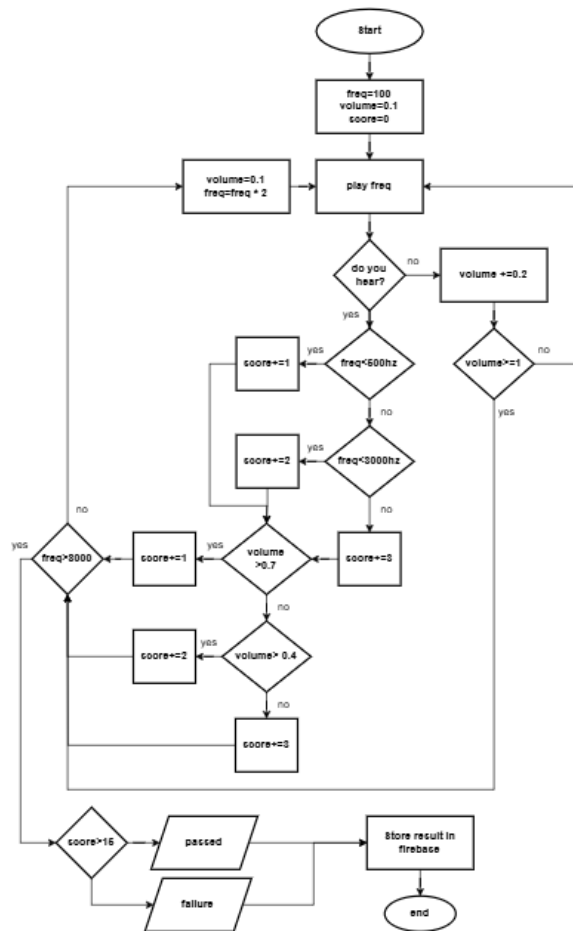 Start
freq=100
volume=0.1
score=0
volume=0.1
freq=freq * 2
play freq
do you
hear?
no
volume +=0.2
yes
score+=1
yes
freq<500hz
volume>=1
no
no
yes
score+=2
yes
freq<3000hz
no
no
yes
freq>8000
score+=1
yes
volume
>0.7
score+=3
no
score+=2
yes
volume> 0.4
no
score+=3
score>15
passed
Store result in
firebase
failure
end